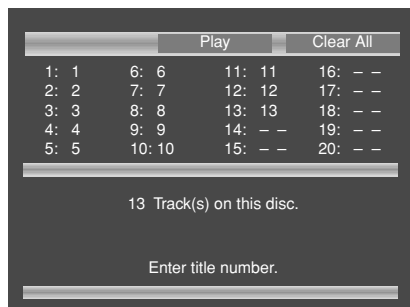 Play Clear All
1: 1 6: 6 11: 11 16: – –
2: 2 7: 7 12: 12 17: – –
3: 3 8: 8 13: 13 18: – –
4: 4 9: 9 14: – – 19: – –
5: 5 10: 10 15: – – 20: – –
13 Track(s) on this disc.
Enter title number.